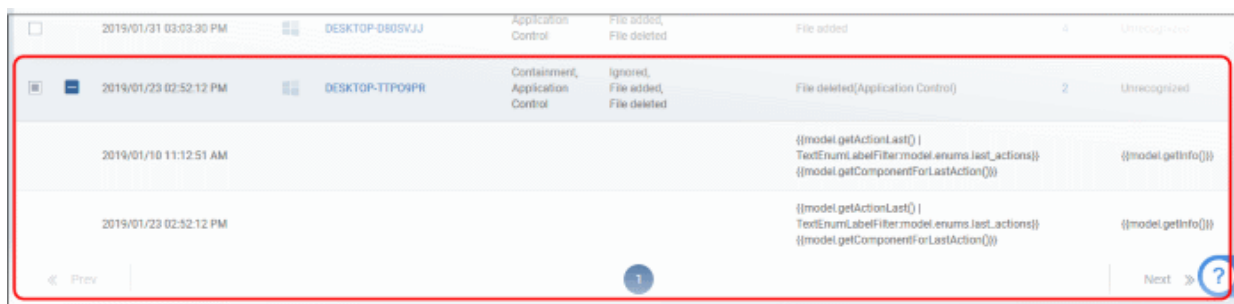 2019/01/31 03:03:30 PM DESKTOP-D80SVJJ Application Control File added, File deleted File added 4 Unrecognized
2019/01/23 02:52:12 PM DESKTOP-TTPO9PR Containment, Application Control Ignored, File added, File deleted File deleted(Application Control) 2 Unrecognized
2019/01/10 11:12:51 AM {{model.getActionLast() | TextEnumLabelFilter:model.enums.last_actions}} {{model.getComponentForLastAction()}} {{model.getInfo()}}
2019/01/23 02:52:12 PM {{model.getActionLast() | TextEnumLabelFilter:model.enums.last_actions}} {{model.getComponentForLastAction()}} {{model.getInfo()}}
« Prev 1 Next » ?